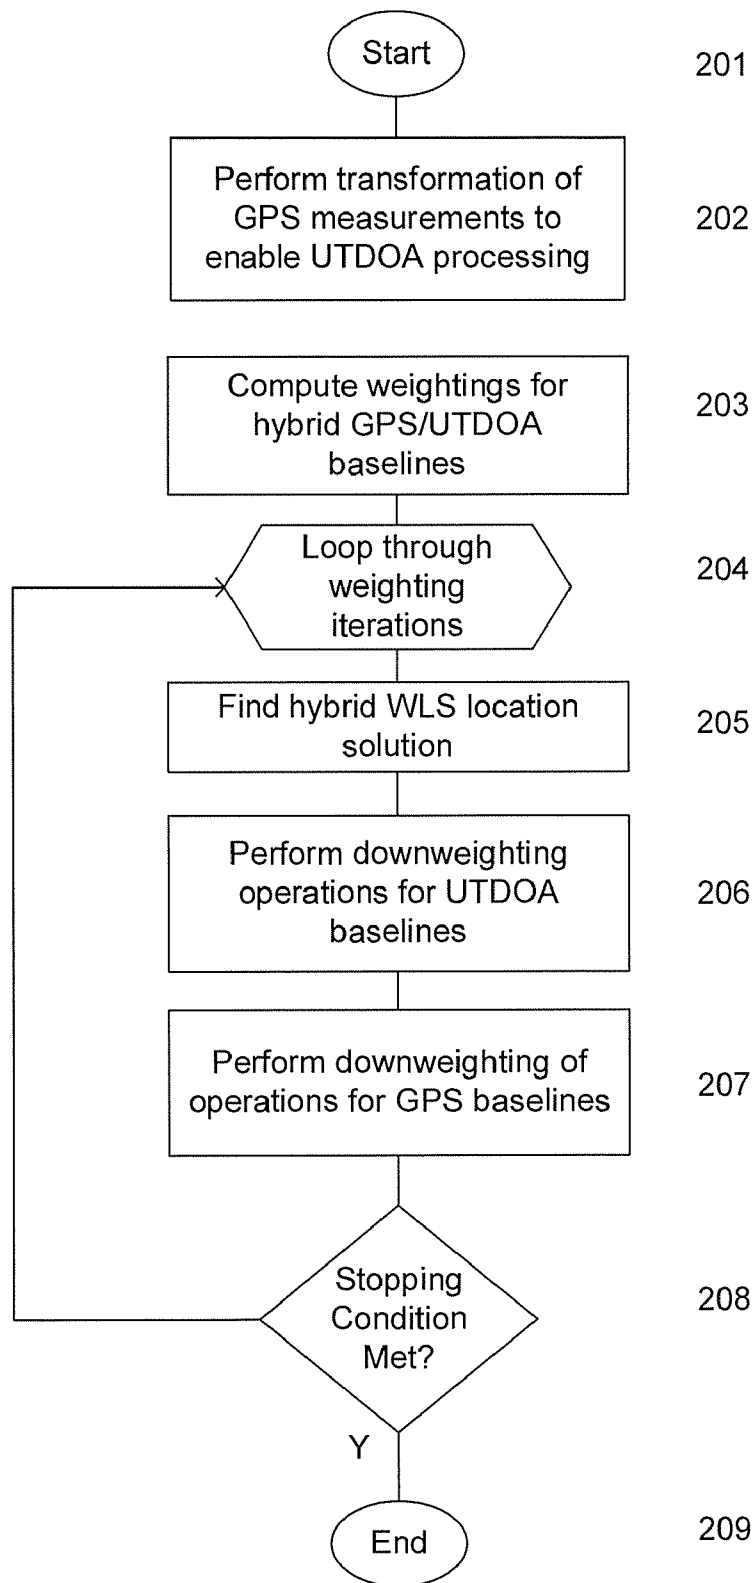 Start
201
Perform transformation of
GPS measurements to
enable UTDOA processing
202
Compute weightings for
hybrid GPS/UTDOA
baselines
203
Loop through
weighting
iterations
204
Find hybrid WLS location
solution
205
Perform downweighting
operations for UTDOA
baselines
206
Perform downweighting of
operations for GPS baselines
207
Stopping
Condition
Met?
208
Y
End
209